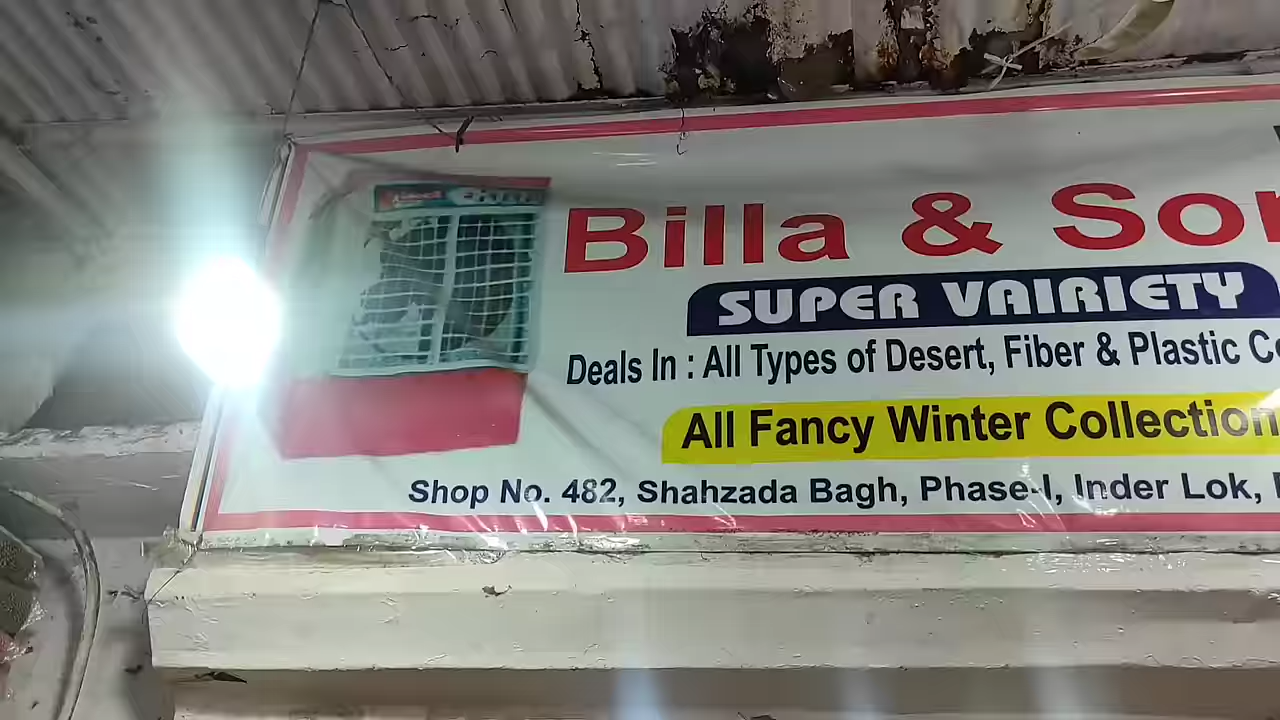 Billa & Son
SUPER VAIRIETY
Deals In : All Types of Desert, Fiber & Plastic
All Fancy Winter Collection
Shop No. 482, Shahzada Bagh, Phase-I, Inder Lok,